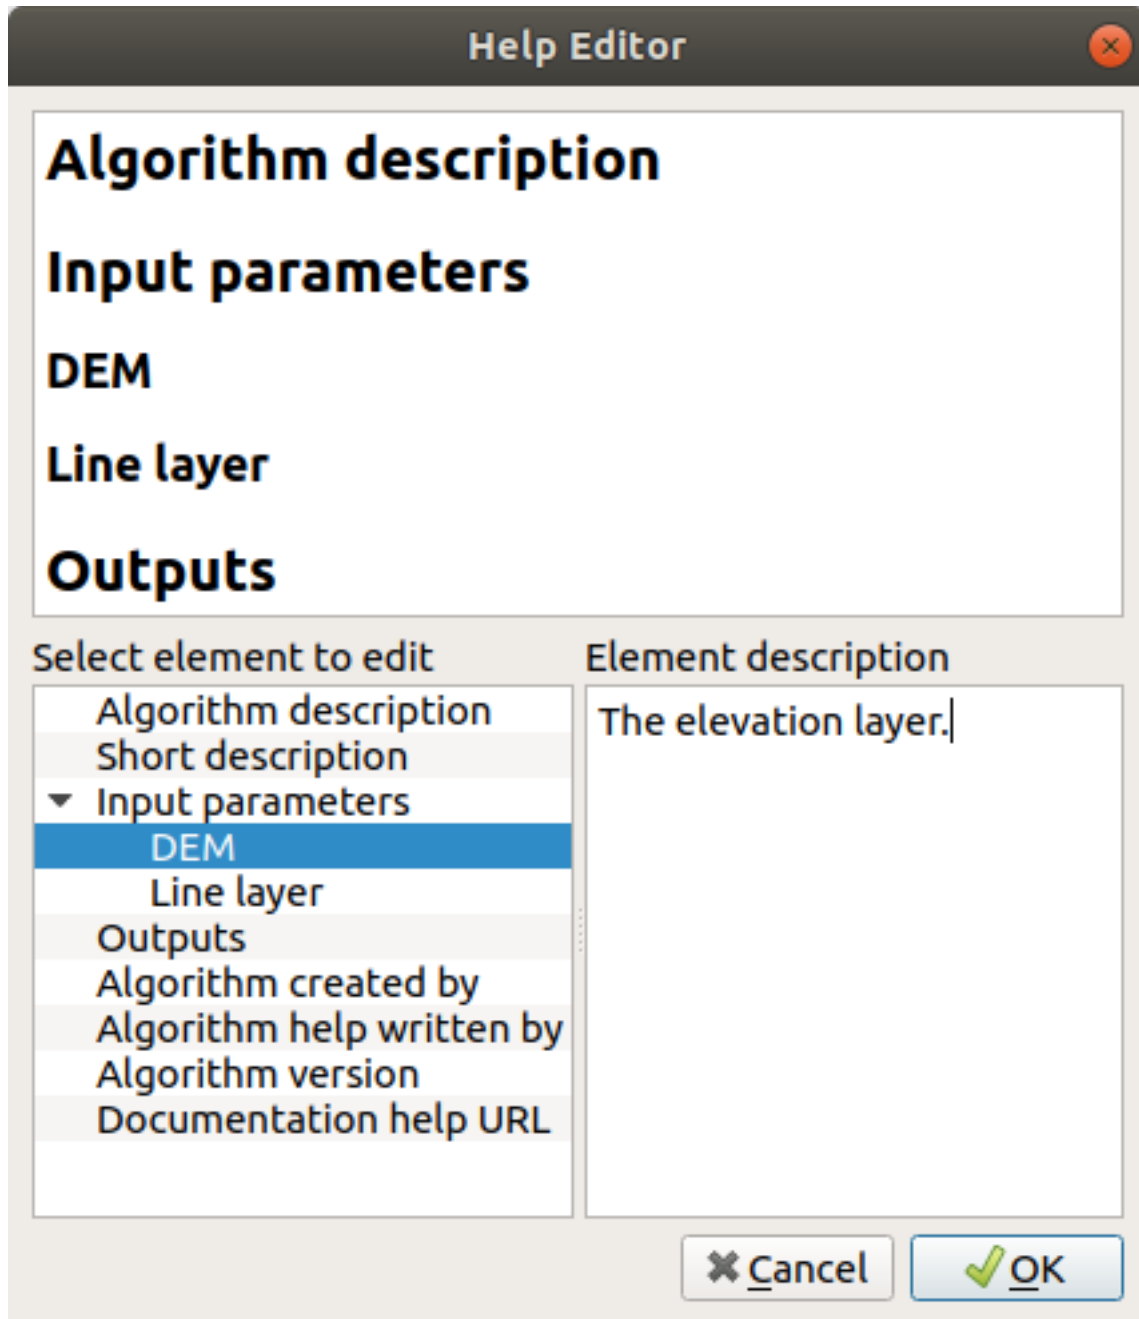 Help Editor
Algorithm description
Input parameters
DEM
Line layer
Outputs
Select element to edit
Algorithm description
Short description
Input parameters
DEM
Line layer
Outputs
Algorithm created by
Algorithm help written by
Algorithm version
Documentation help URL
Element description
The elevation layer.
Cancel
OK